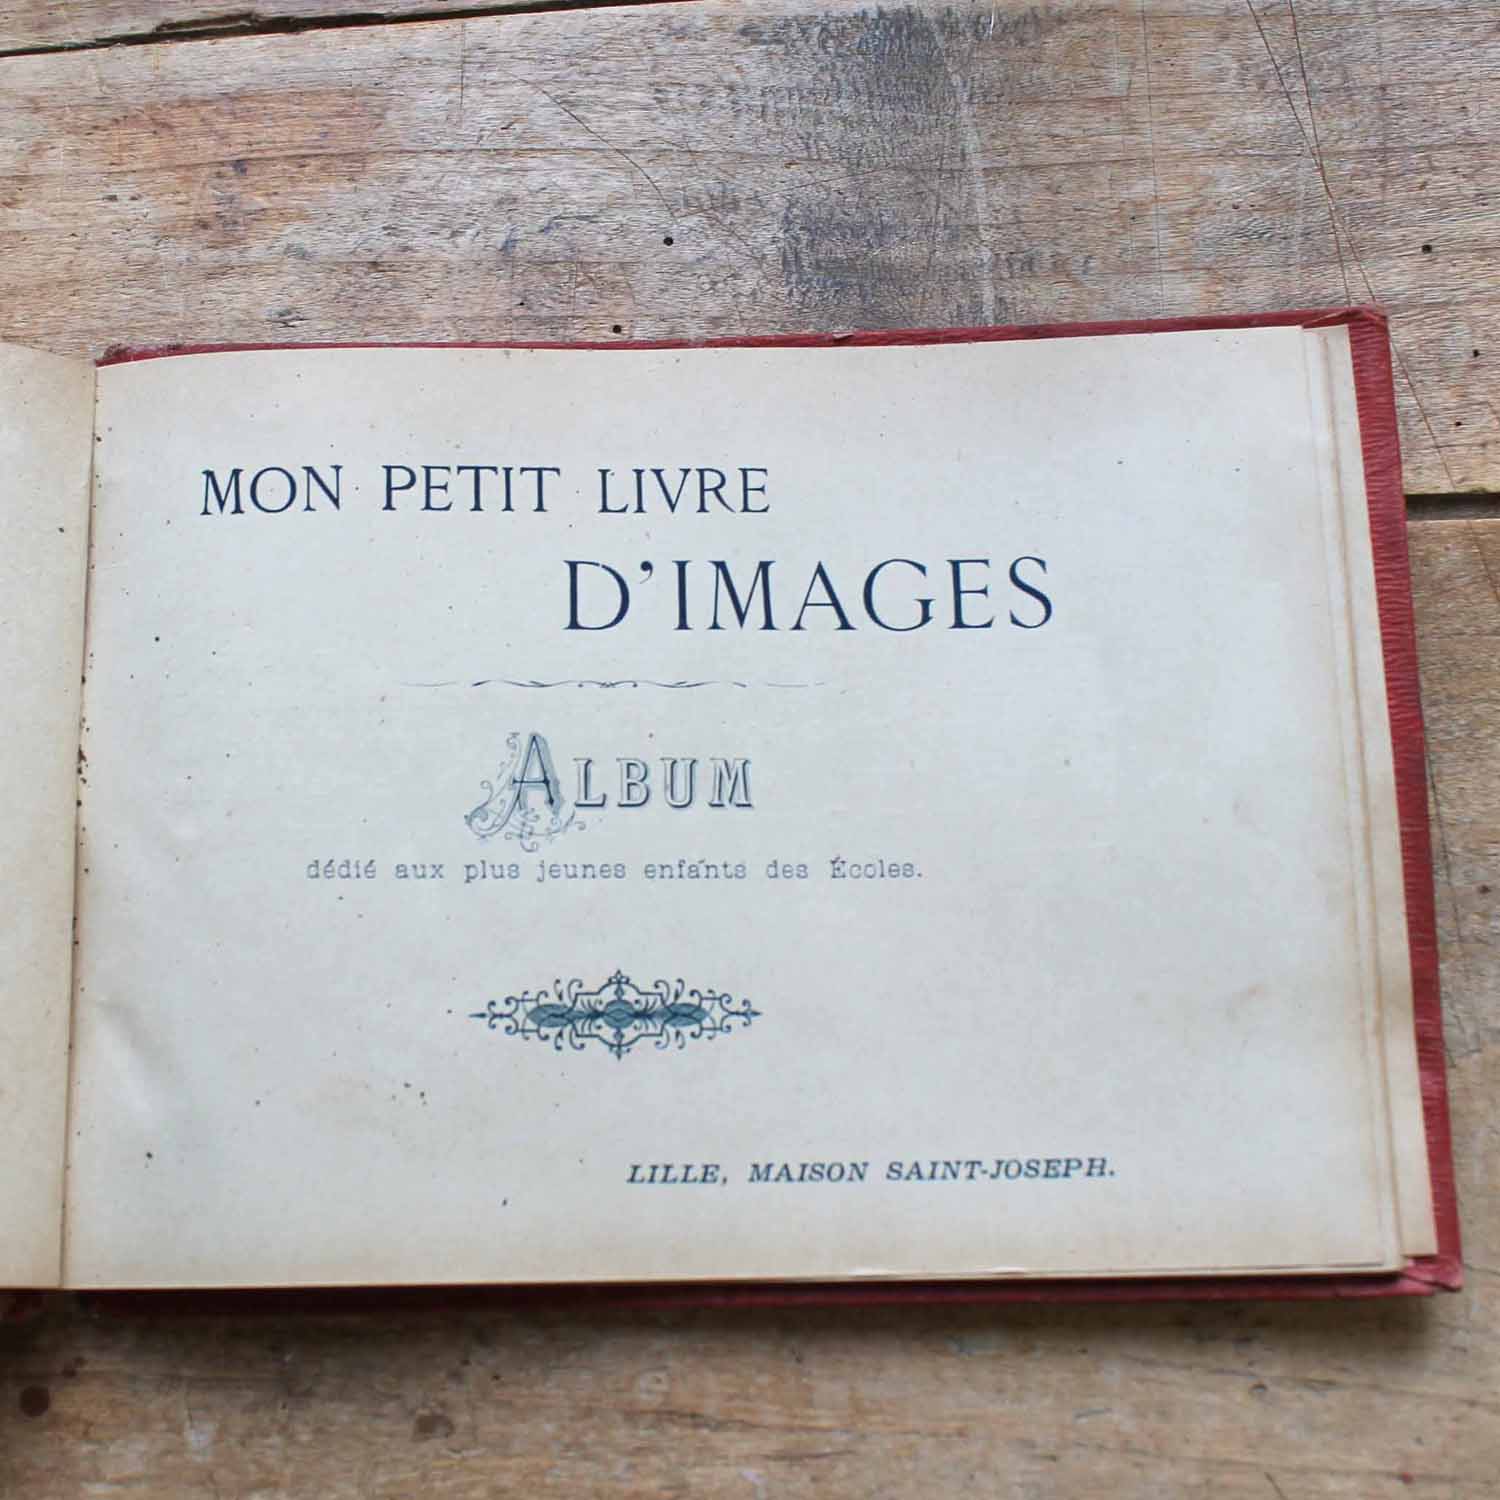 MON PETIT LIVRE
D'IMAGES
ALBUM
dédié aux plus jeunes enfants des Écoles.
LILLE, MAISON SAINT-JOSEPH.